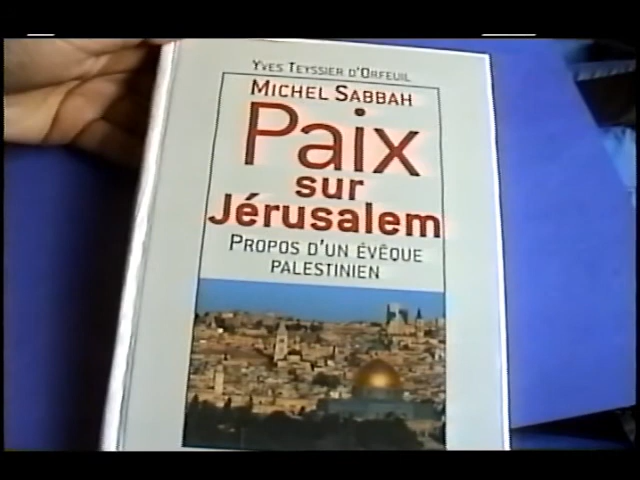 YVES TEYSSIER D'ORFEUIL
MICHEL SABBAH
Paix
sur
Jérusalem
PROPOS D'UN ÉVÊQUE
PALESTINIEN